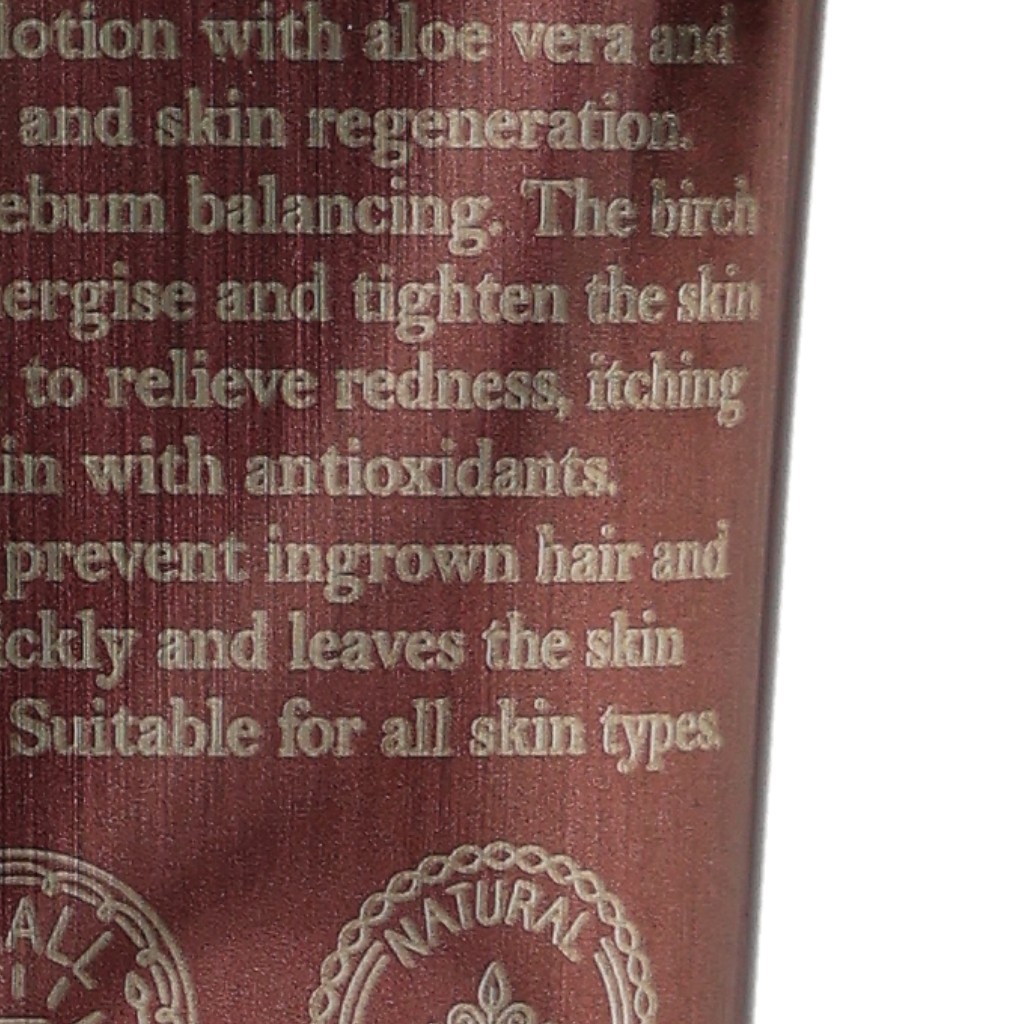 lotion with aloe vera and
and skin regeneration.
ebum balancing. The birch
ergise and tighten the skin
to relieve redness, itching
in with antioxidants.
prevent ingrown hair and
ckly and leaves the skin
Suitable for all skin types.
ALL
NATURAL